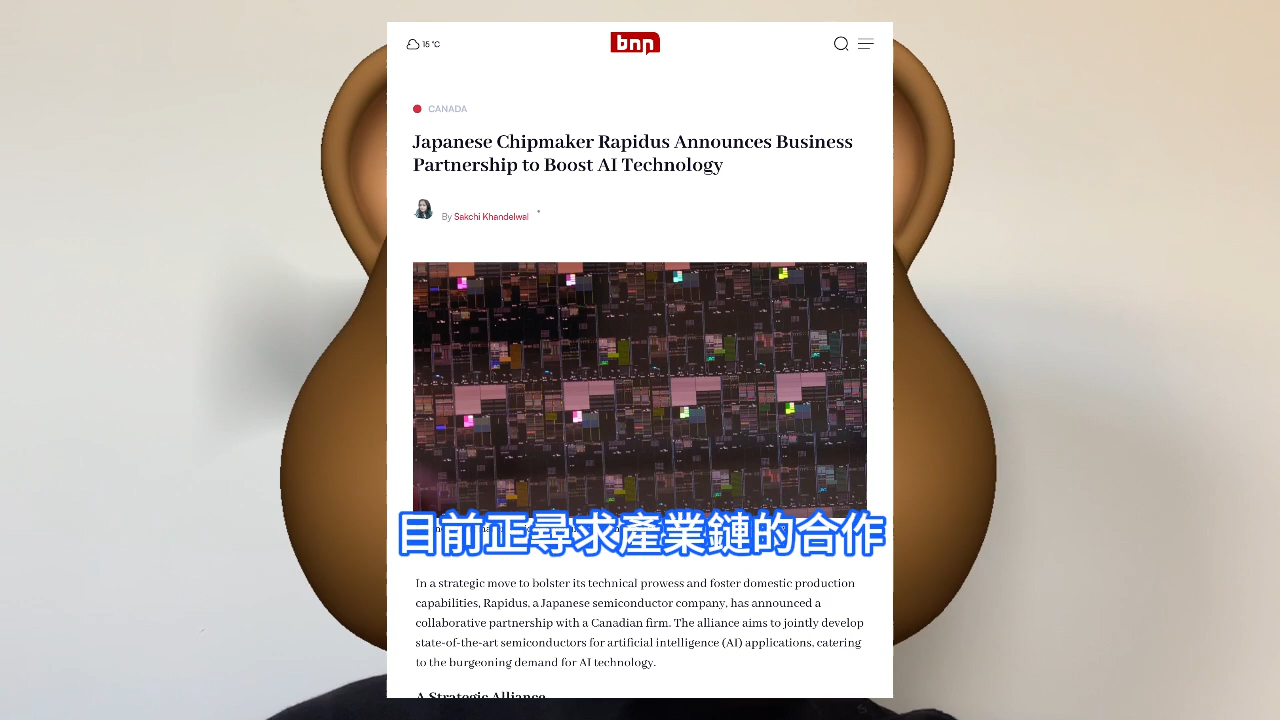 15 °C
bnn
CANADA
Japanese Chipmaker Rapidus Announces Business
Partnership to Boost AI Technology
By Sakchi Khandelwal
目前正尋求產業鏈的合作
In a strategic move to bolster its technical prowess and foster domestic production
capabilities, Rapidus, a Japanese semiconductor company, has announced a
collaborative partnership with a Canadian firm. The alliance aims to jointly develop
state-of-the-art semiconductors for artificial intelligence (AI) applications, catering
to the burgeoning demand for AI technology.
A Strategic Alliance